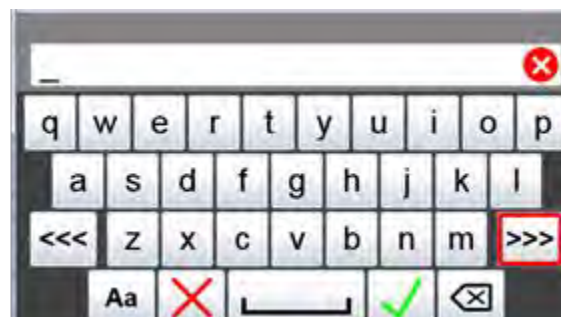 _
q w e r t y u i o p
a s d f g h j k l
<<< z x c v b n m >>>
Aa